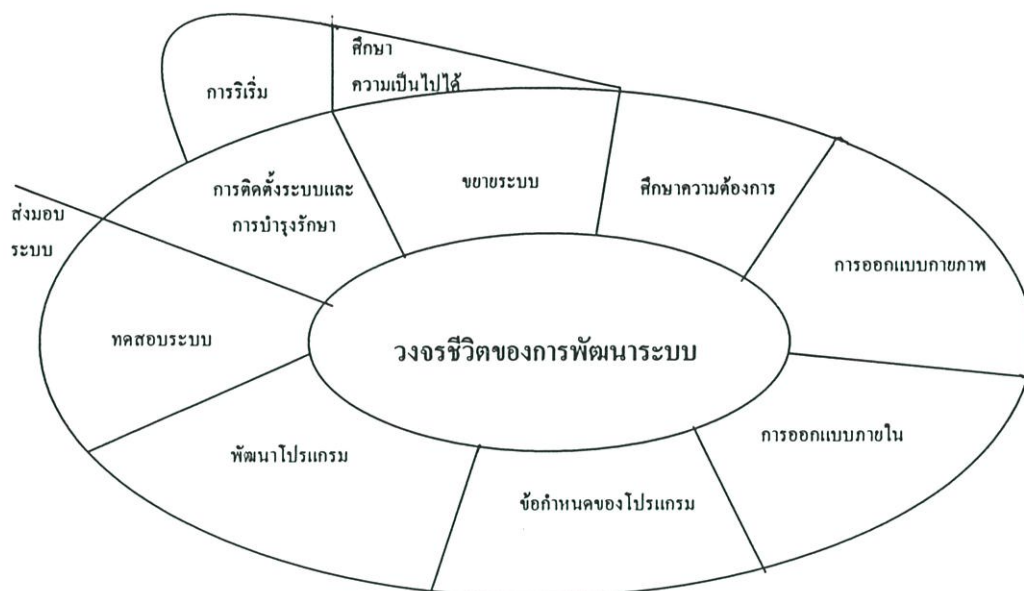 ศึกษา
ความเป็นไปได้
การริเริ่ม
การติดตั้งระบบและ
การบำรุงรักษา
ขยายระบบ
ศึกษาความต้องการ
ส่งมอบ
ระบบ
การออกแบบกายภาพ
ทดสอบระบบ
วงจรชีวิตของการพัฒนาระบบ
การออกแบบภายใน
พัฒนาโปรแกรม
ข้อกำหนดของโปรแกรม